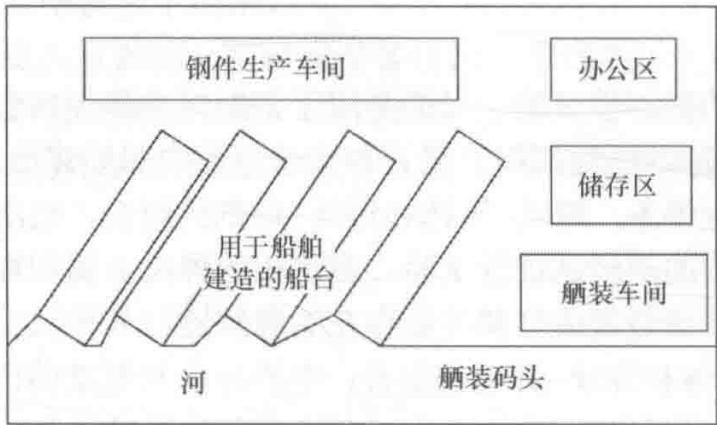 钢件生产车间
办公区
储存区
用于船舶
建造的船台
舾装车间
河
舾装码头